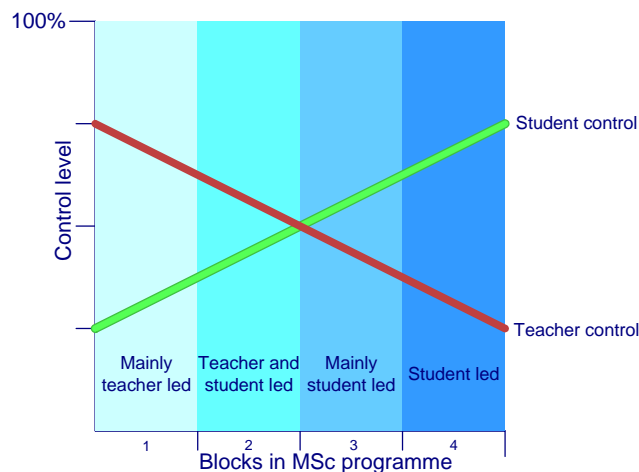 100%
Control level
Student control
Teacher control
Mainly
teacher led
Teacher and
student led
Mainly
student led
Student led
1
2
3
4
Blocks in MSc programme